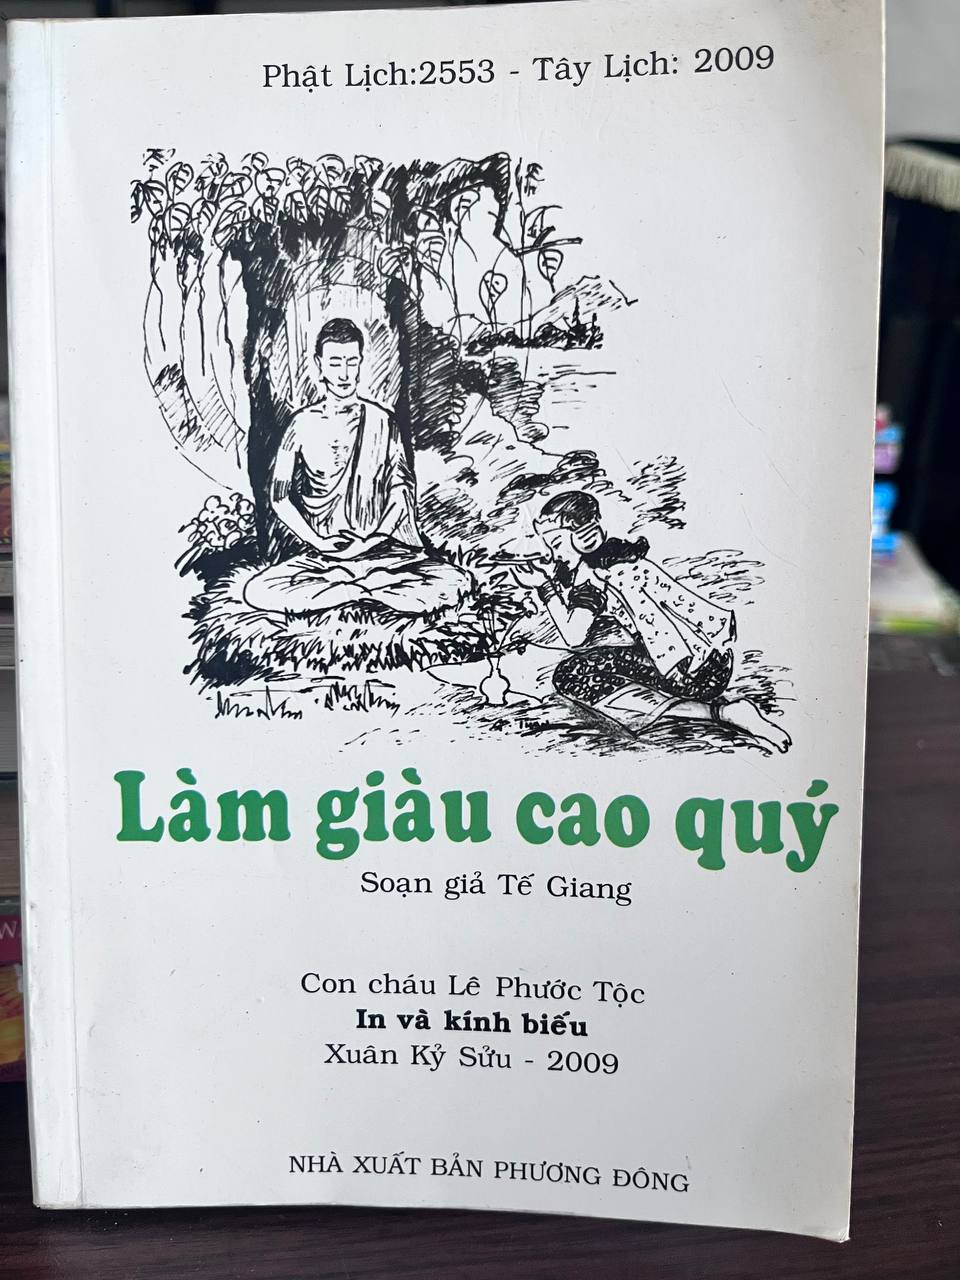 Phật Lịch:2553 - Tây Lịch: 2009
Làm giàu cao quý
Soạn giả Tế Giang
Con cháu Lê Phước Tộc
In và kính biếu
Xuân Kỷ Sửu - 2009
NHÀ XUẤT BẢN PHƯƠNG ĐÔNG